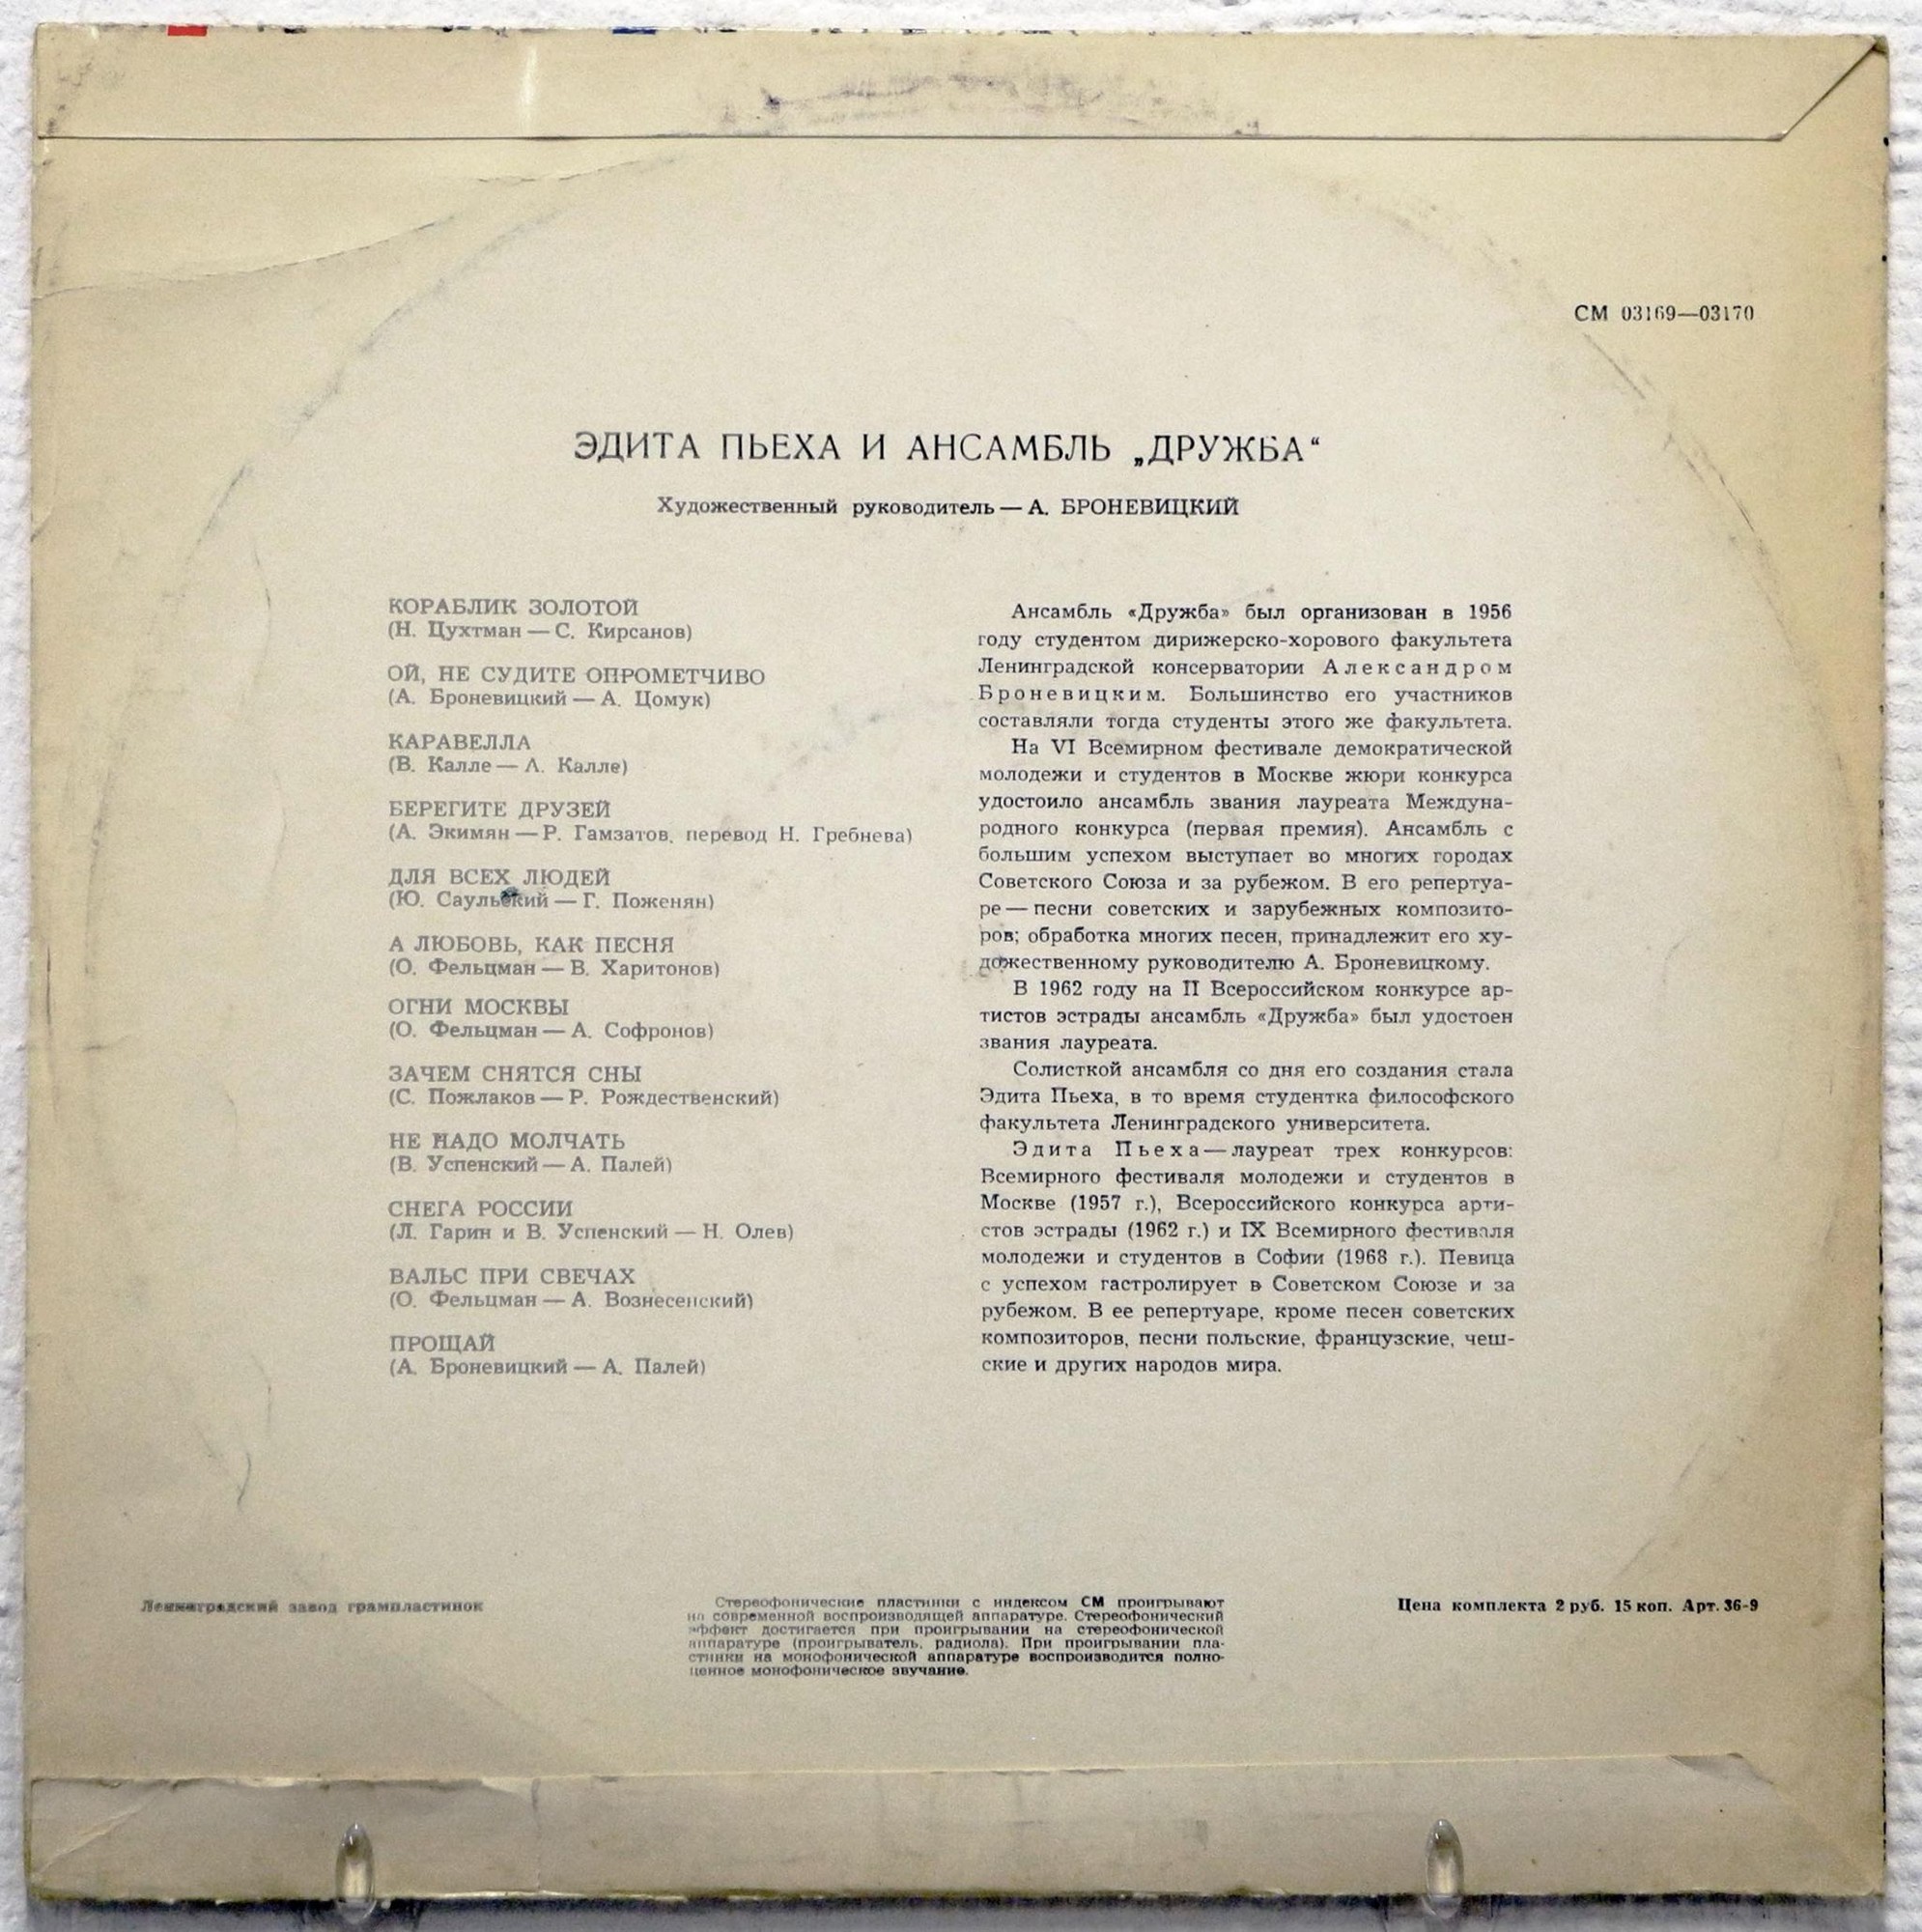 СМ 03169—03170
ЭДИТА ПЬЕХА И АНСАМБЛЬ „ДРУЖБА“
Художественный руководитель — А. БРОНЕВИЦКИЙ
КОРАБЛИК ЗОЛОТОЙ
(Н. Цухтман — С. Кирсанов)
ОЙ, НЕ СУДИТЕ ОПРОМЕТЧИВО
(А. Броневицкий — А. Цомук)
КАРАВЕЛЛА
(В. Калле — Л. Калле)
БЕРЕГИТЕ ДРУЗЕЙ
(А. Экимян — Р. Гамзатов, перевод Н. Гребнева)
ДЛЯ ВСЕХ ЛЮДЕЙ
(Ю. Саульский — Г. Поженян)
А ЛЮБОВЬ, КАК ПЕСНЯ
(О. Фельцман — В. Харитонов)
ОГНИ МОСКВЫ
(О. Фельцман — А. Софронов)
ЗАЧЕМ СНЯТСЯ СНЫ
(С. Пожлаков — Р. Рождественский)
НЕ НАДО МОЛЧАТЬ
(В. Успенский — А. Палей)
СНЕГА РОССИИ
(Л. Гарин и В. Успенский — Н. Олев)
ВАЛЬС ПРИ СВЕЧАХ
(О. Фельцман — А. Вознесенский)
ПРОЩАЙ
(А. Броневицкий — А. Палей)
Ансамбль «Дружба» был организован в 1956
году студентом дирижерско-хорового факультета
Ленинградской консерватории Александром
Броневицким. Большинство его участников
составляли тогда студенты этого же факультета.
На VI Всемирном фестивале демократической
молодежи и студентов в Москве жюри конкурса
удостоило ансамбль звания лауреата Междуна-
родного конкурса (первая премия). Ансамбль с
большим успехом выступает во многих городах
Советского Союза и за рубежом. В его репертуа-
ре — песни советских и зарубежных композито-
ров; обработка многих песен, принадлежит его ху-
дожественному руководителю А. Броневицкому.
В 1962 году на II Всероссийском конкурсе ар-
тистов эстрады ансамбль «Дружба» был удостоен
звания лауреата.
Солисткой ансамбля со дня его создания стала
Эдита Пьеха, в то время студентка философского
факультета Ленинградского университета.
Эдита Пьеха — лауреат трех конкурсов:
Всемирного фестиваля молодежи и студентов в
Москве (1957 г.), Всероссийского конкурса арти-
стов эстрады (1962 г.) и IX Всемирного фестиваля
молодежи и студентов в Софии (1968 г.). Певица
с успехом гастролирует в Советском Союзе и за
рубежом. В ее репертуаре, кроме песен советских
композиторов, песни польские, французские, чеш-
ские и других народов мира.
Ленинградский завод грампластинок
Стереофонические пластинки с индексом СМ проигрывают
на современной воспроизводящей аппаратуре. Стереофонический
эффект достигается при проигрывании на стереофонической
аппаратуре (проигрыватель, радиола). При проигрывании пла-
стинки на монофонической аппаратуре воспроизводится полно-
ценное монофоническое звучание.
Цена комплекта 2 руб. 15 коп. Арт. 36-9